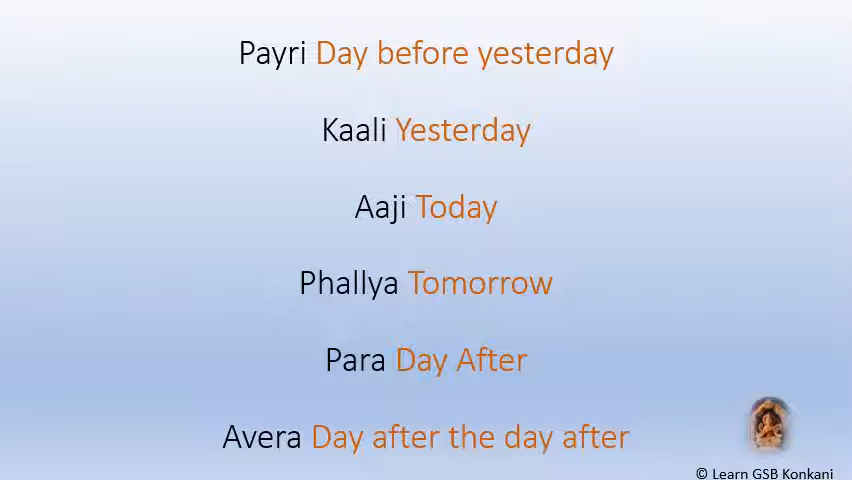 Payri Day before yesterday
Kaali Yesterday
Aaji Today
Phallya Tomorrow
Para Day After
Avera Day after the day after
© Learn GSB Konkani